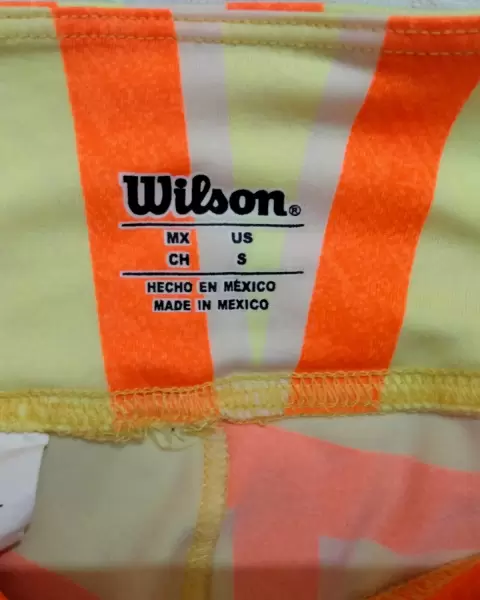 Wilson®
MX US
CH S
HECHO EN MÉXICO
MADE IN MEXICO